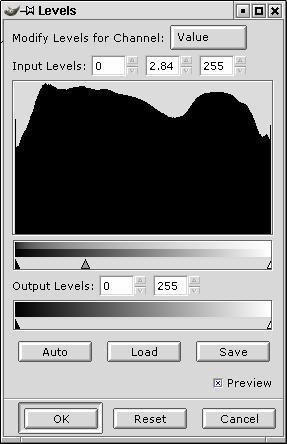 Levels
Modify Levels for Channel: Value
Input Levels: 0 2.84 255
Output Levels: 0 255
Auto Load Save
Preview
OK Reset Cancel